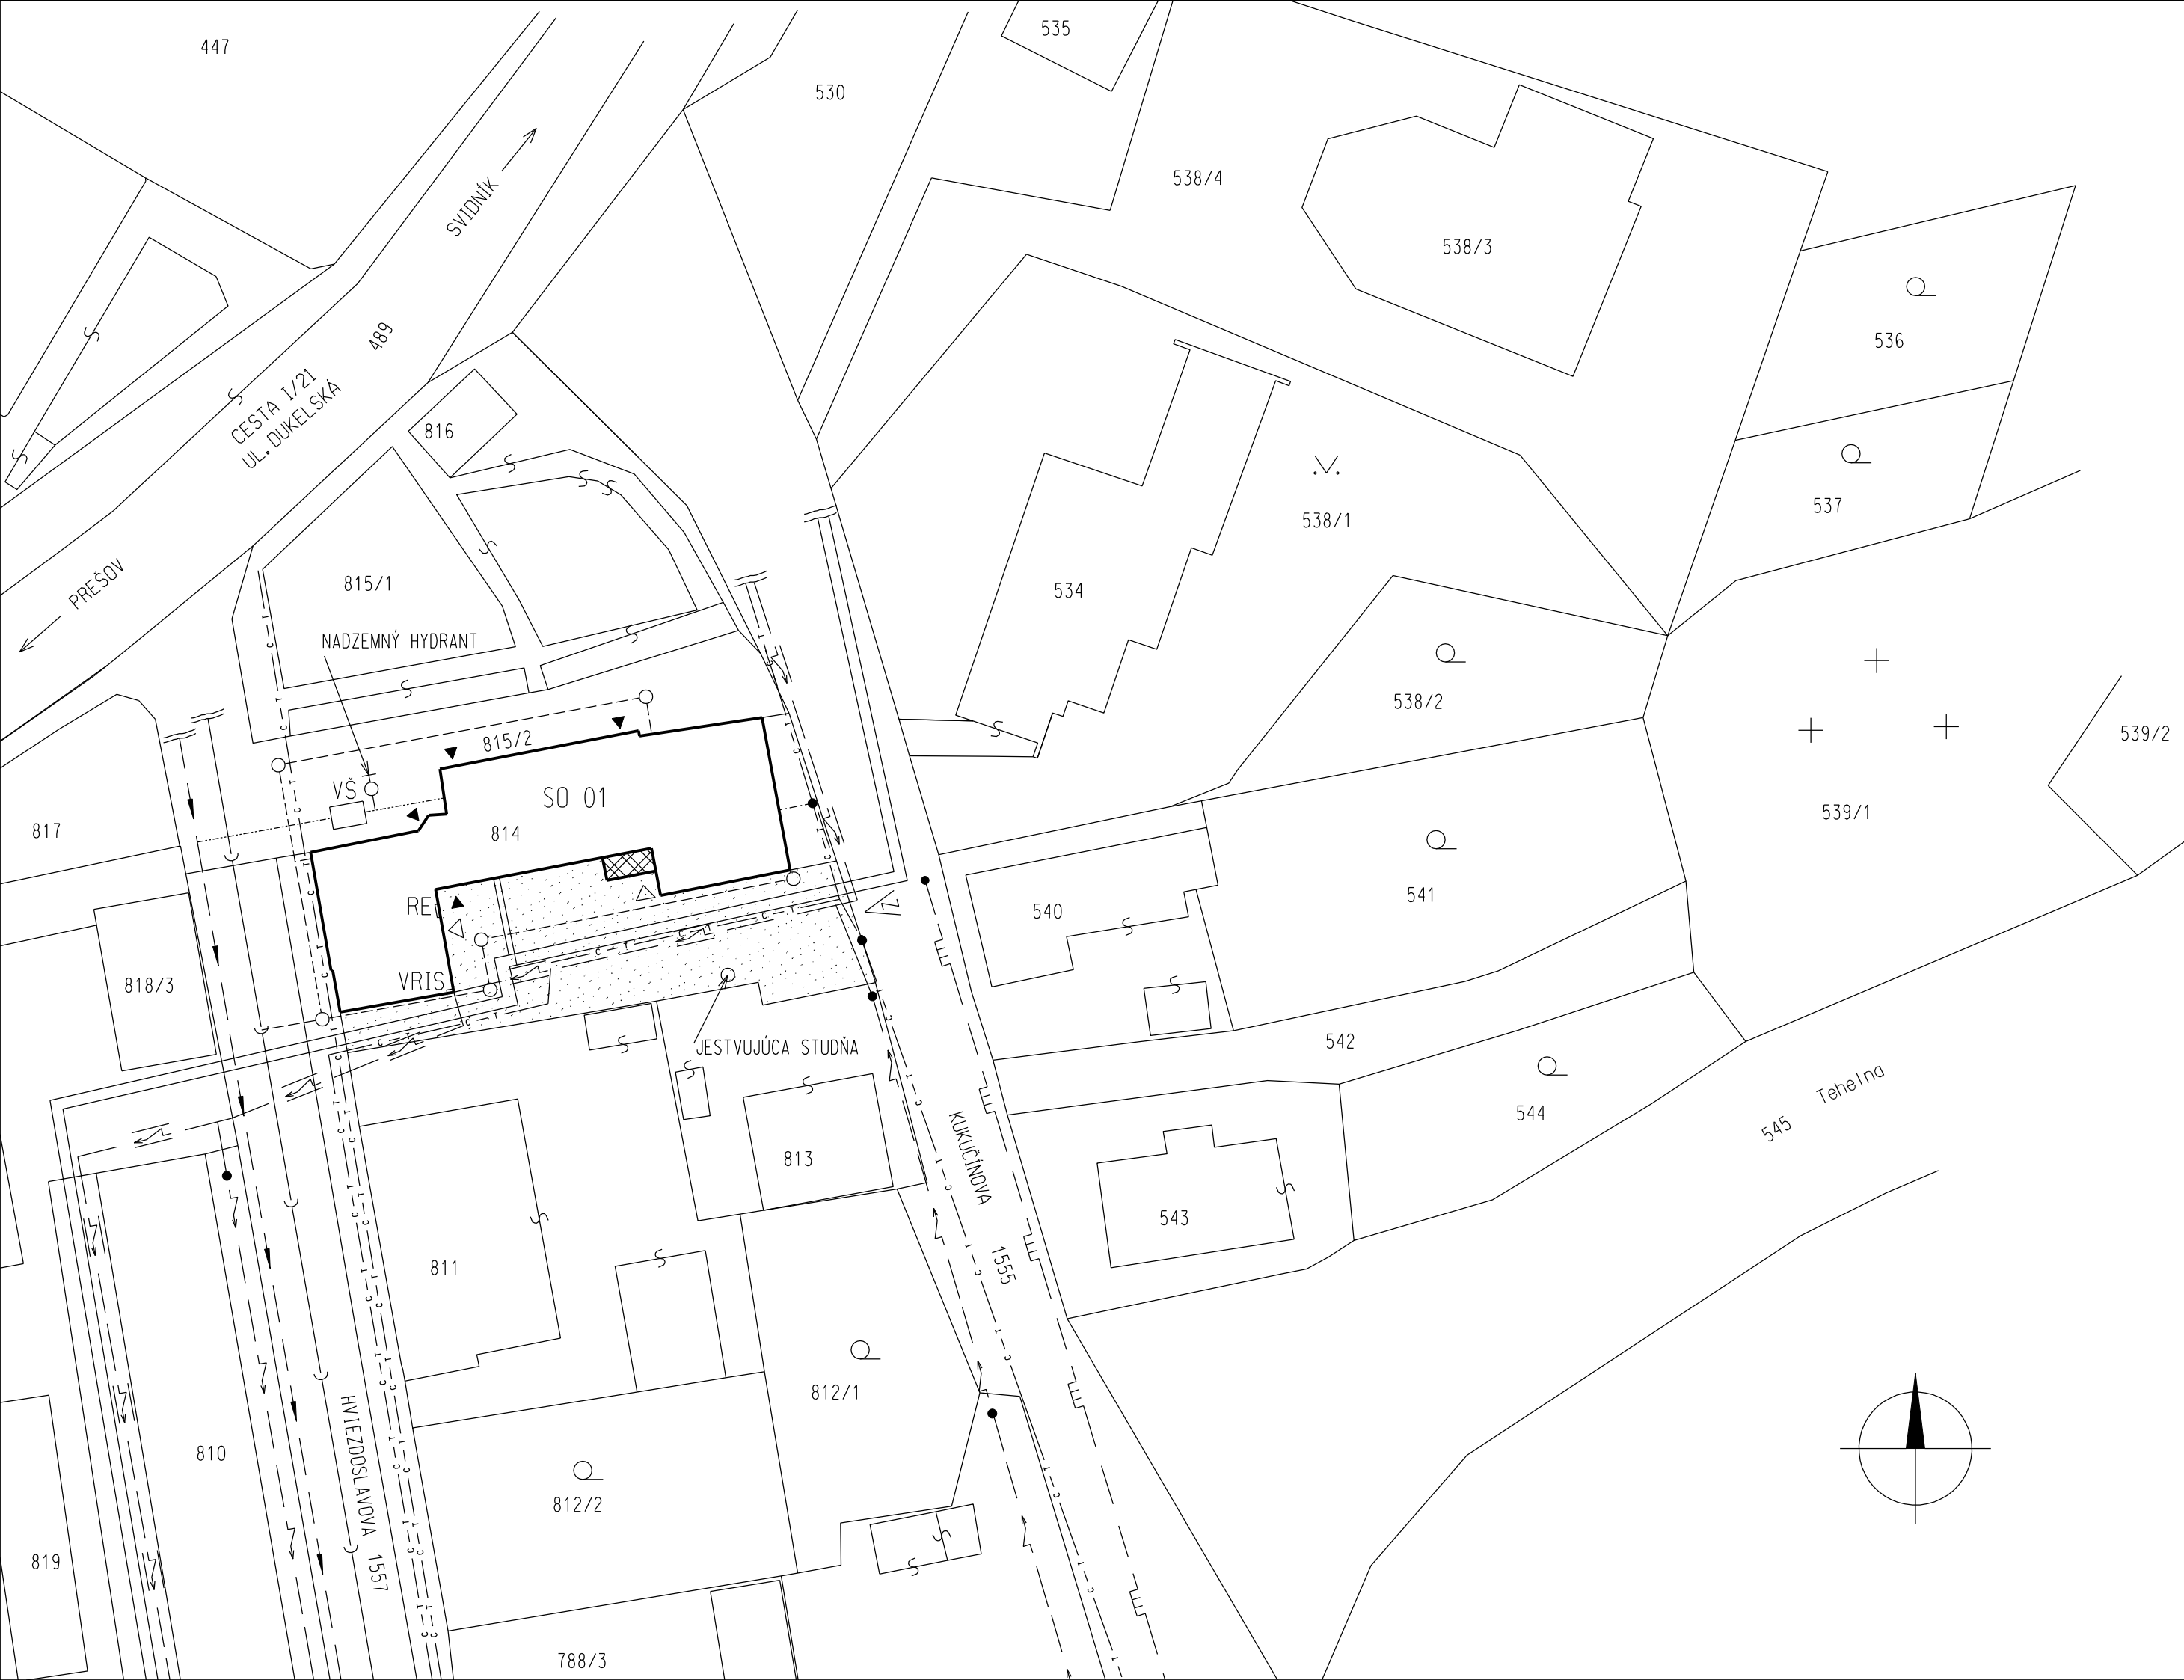 447
535
530
538/4
SVIDNÍK
538/3
536
489
CESTA I/21
UL. DUKELSKÁ
816
537
538/1
PREŠOV
815/1
534
NADZEMNÝ HYDRANT
538/2
539/2
815/2
VŠ
SO 01
539/1
817
814
541
RE
540
818/3
VRIS
542
JESTVUJÚCA STUDŇA
Tehelna
544
545
813
KUKUČÍNOVA 1555
543
811
812/1
810
HVIEZDOSLAVOVA 1557
812/2
819
788/3